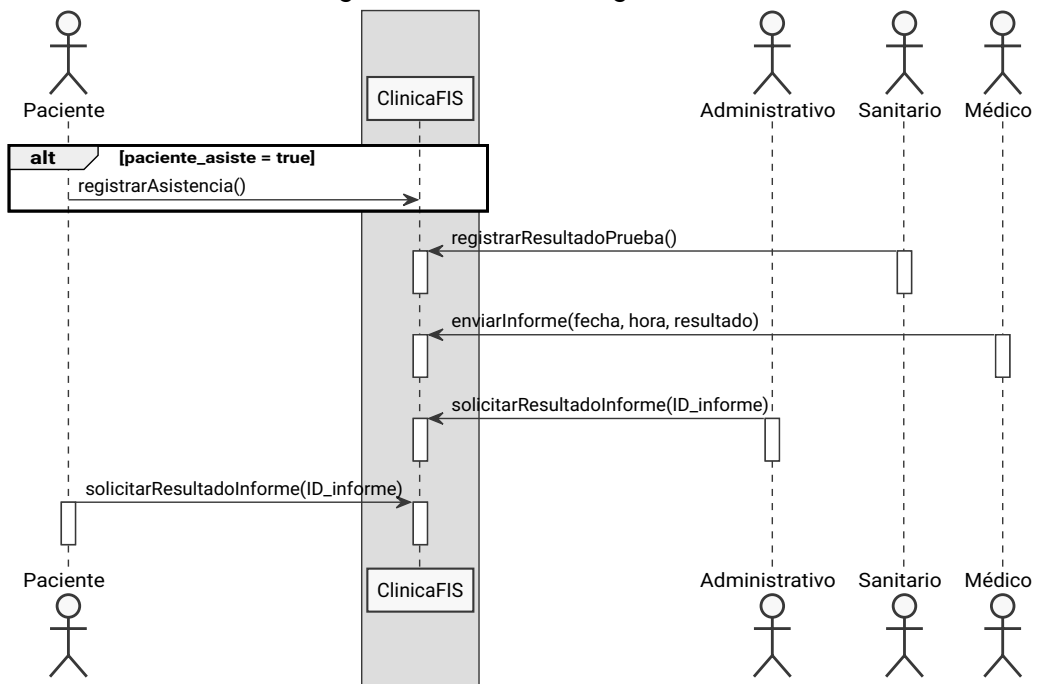 Paciente
ClinicaFIS
Administrativo
Sanitario
Médico
alt
[paciente_asiste = true]
registrarAsistencia()
registrarResultadoPrueba()
enviarInforme(fecha, hora, resultado)
solicitarResultadoInforme(ID_informe)
solicitarResultadoInforme(ID_informe)
Paciente
ClinicaFIS
Administrativo
Sanitario
Médico